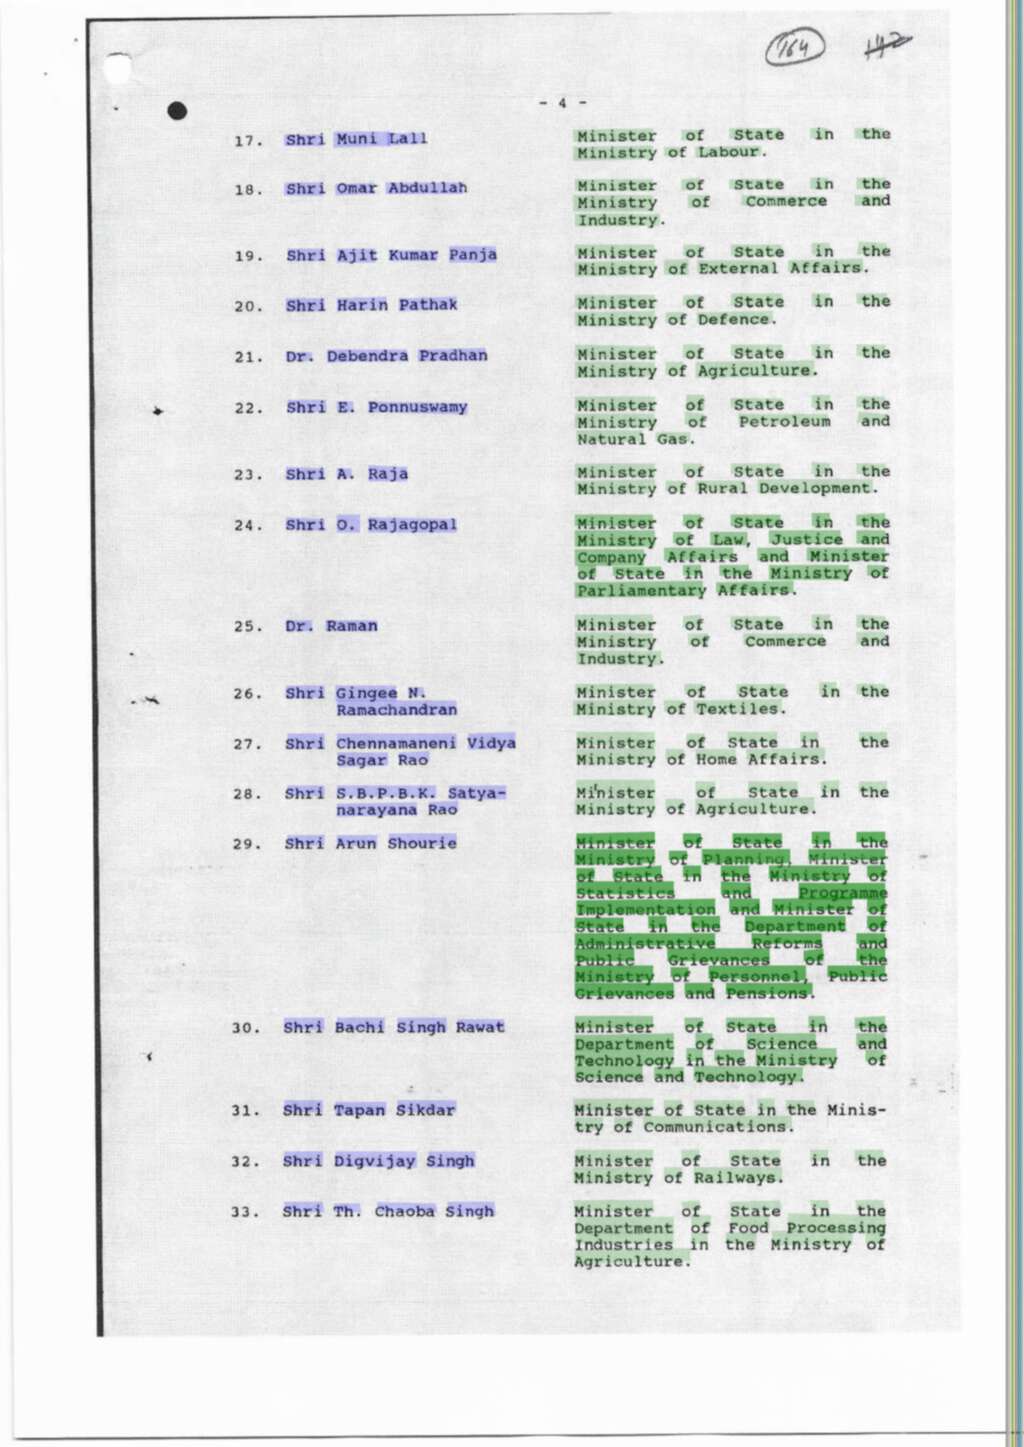 164 142
- 4 -
17. Shri Muni Lall Minister of State in the
Ministry of Labour.
18. Shri Omar Abdullah Minister of State in the
Ministry of Commerce and
Industry.
19. Shri Ajit Kumar Panja Minister of State in the
Ministry of External Affairs.
20. Shri Harin Pathak Minister of State in the
Ministry of Defence.
21. Dr. Debendra Pradhan Minister of State in the
Ministry of Agriculture.
22. Shri E. Ponnuswamy Minister of State in the
Ministry of Petroleum and
Natural Gas.
23. Shri A. Raja Minister of State in the
Ministry of Rural Development.
24. Shri O. Rajagopal Minister of State in the
Ministry of Law, Justice and
Company Affairs and Minister
of State in the Ministry of
Parliamentary Affairs.
25. Dr. Raman Minister of State in the
Ministry of Commerce and
Industry.
26. Shri Gingee N. Minister of State in the
Ramachandran Ministry of Textiles.
27. Shri Chennamaneni Vidya Minister of State in the
Sagar Rao Ministry of Home Affairs.
28. Shri S.B.P.B.K. Satya- Minister of State in the
narayana Rao Ministry of Agriculture.
29. Shri Arun Shourie Minister of State in the
Ministry of Planning, Minister
of State in the Ministry of
Statistics and Programme
Implementation and Minister of
State in the Department of
Administrative Reforms and
Public Grievances of the
Ministry of Personnel, Public
Grievances and Pensions.
30. Shri Bachi Singh Rawat Minister of State in the
Department of Science and
Technology in the Ministry of
Science and Technology.
31. Shri Tapan Sikdar Minister of State in the Minis-
try of Communications.
32. Shri Digvijay Singh Minister of State in the
Ministry of Railways.
33. Shri Th. Chaoba Singh Minister of State in the
Department of Food Processing
Industries in the Ministry of
Agriculture.